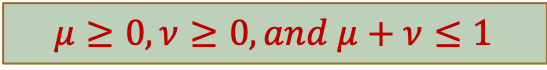 μ ≥ 0, ν ≥ 0, and μ + ν ≤ 1